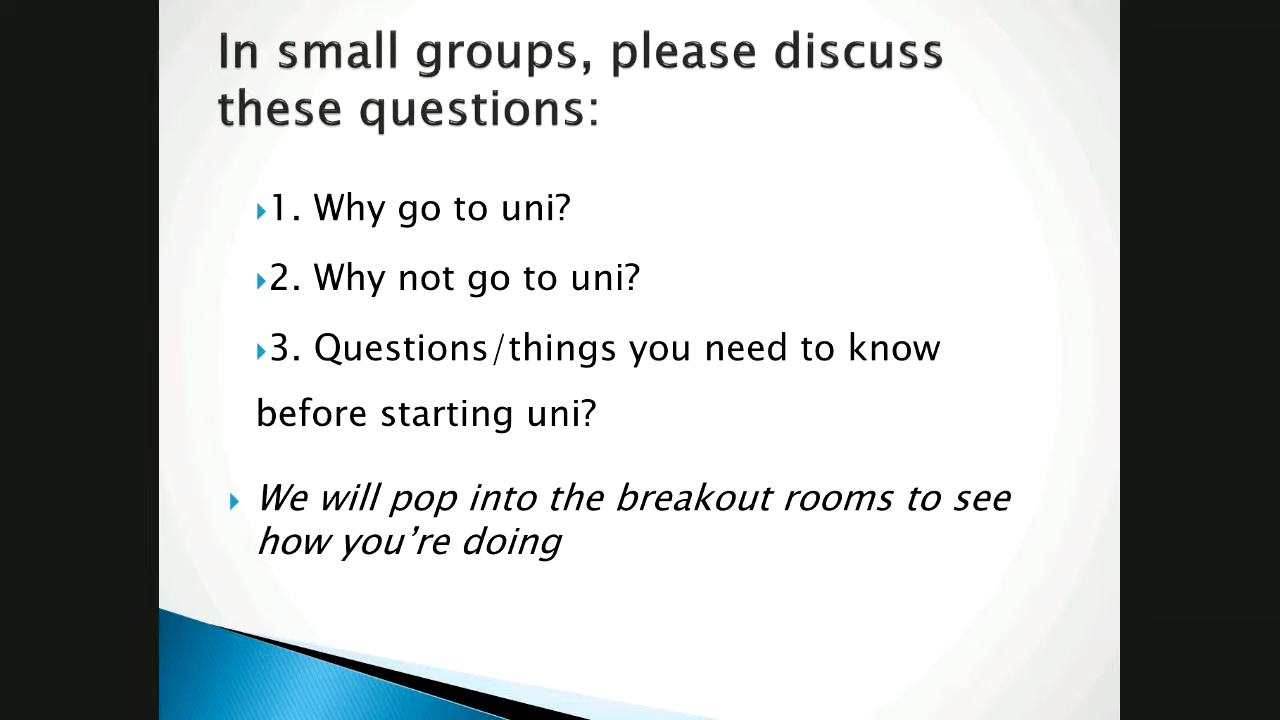 In small groups, please discuss
these questions:
1. Why go to uni?
2. Why not go to uni?
3. Questions/things you need to know
before starting uni?
We will pop into the breakout rooms to see
how you’re doing